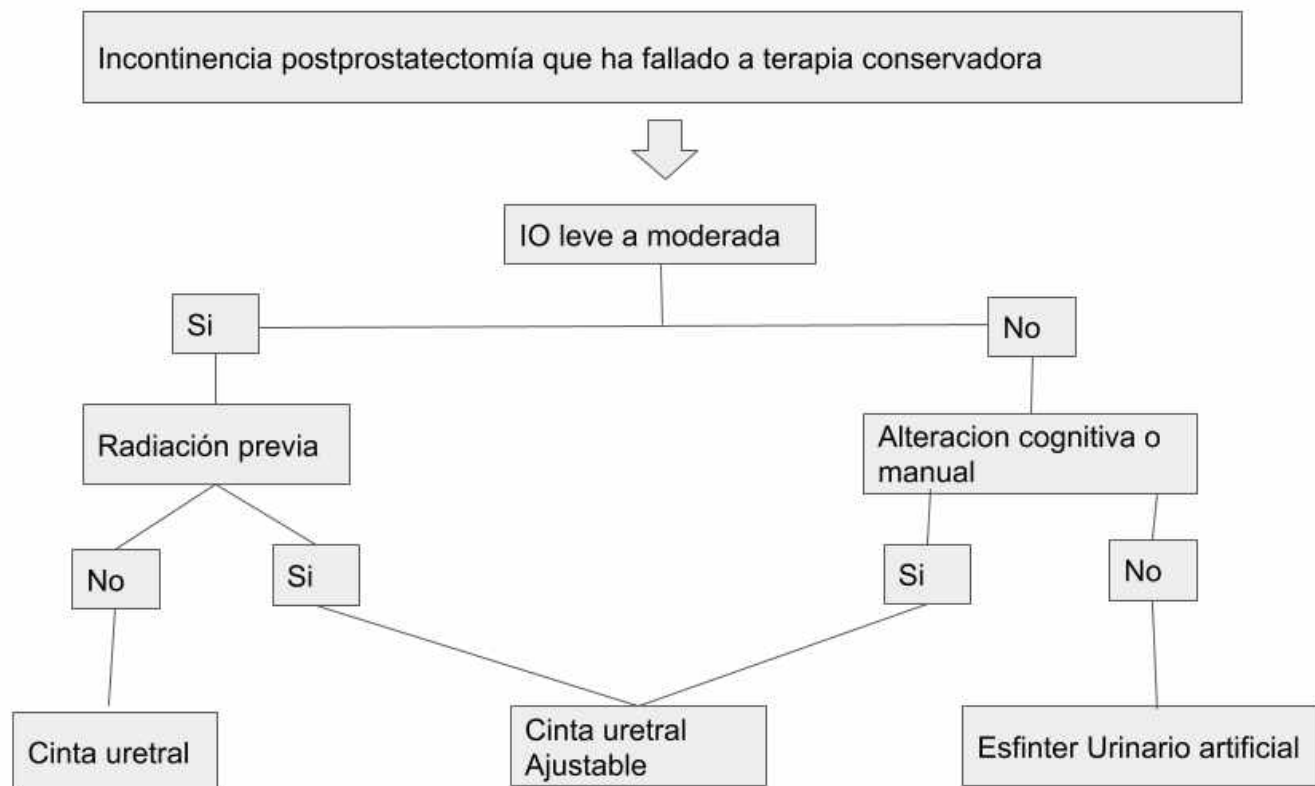 Incontinencia postprostatectomía que ha fallado a terapia conservadora
IO leve a moderada
Si
No
Radiación previa
Alteracion cognitiva o
manual
No
Si
Si
No
Cinta uretral
Cinta uretral
Ajustable
Esfinter Urinario artificial